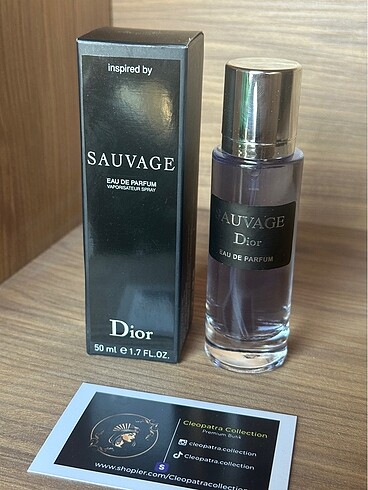 inspired by
SAUVAGE
EAU DE PARFUM
VAPORISATEUR SPRAY
Dior
50 ml e 1.7 FL.OZ.
SAUVAGE
Dior
EAU DE PARFUM
Cleopatra Collection
Premium Butik
cleopatra.collection
Cleopatra.collection
S
www.shopier.com/Cleopatracollection